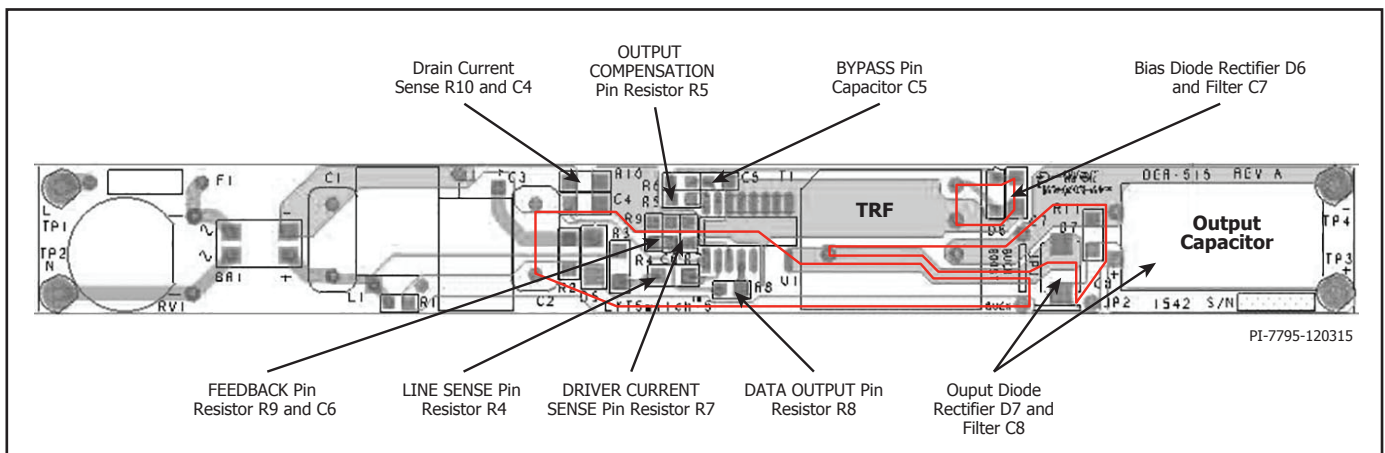 Drain Current
Sense R10 and C4
OUTPUT
COMPENSATION
Pin Resistor R5
BYPASS Pin
Capacitor C5
Bias Diode Rectifier D6
and Filter C7
F1
C1
C3
R10
C4
R6
R5
C5
T1
TRF
DER-515 REV A
L
TP1
TP2
N
BR1
RV1
L1
R1
C2
R2
R3
R9
R4
R8
U1
D6
R11
D7
Output
Capacitor
TP4
TP3
JP2
1542 S/N
PI-7795-120315
FEEDBACK Pin
Resistor R9 and C6
LINE SENSE Pin
Resistor R4
DRIVER CURRENT
SENSE Pin Resistor R7
DATA OUTPUT Pin
Resistor R8
Ouput Diode
Rectifier D7 and
Filter C8